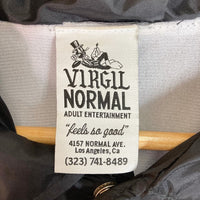 VIRGIL
NORMAL
ADULT ENTERTAINMENT
"feels so good"
4157 NORMAL AVE.
Los Angeles, Ca
(323) 741-8489